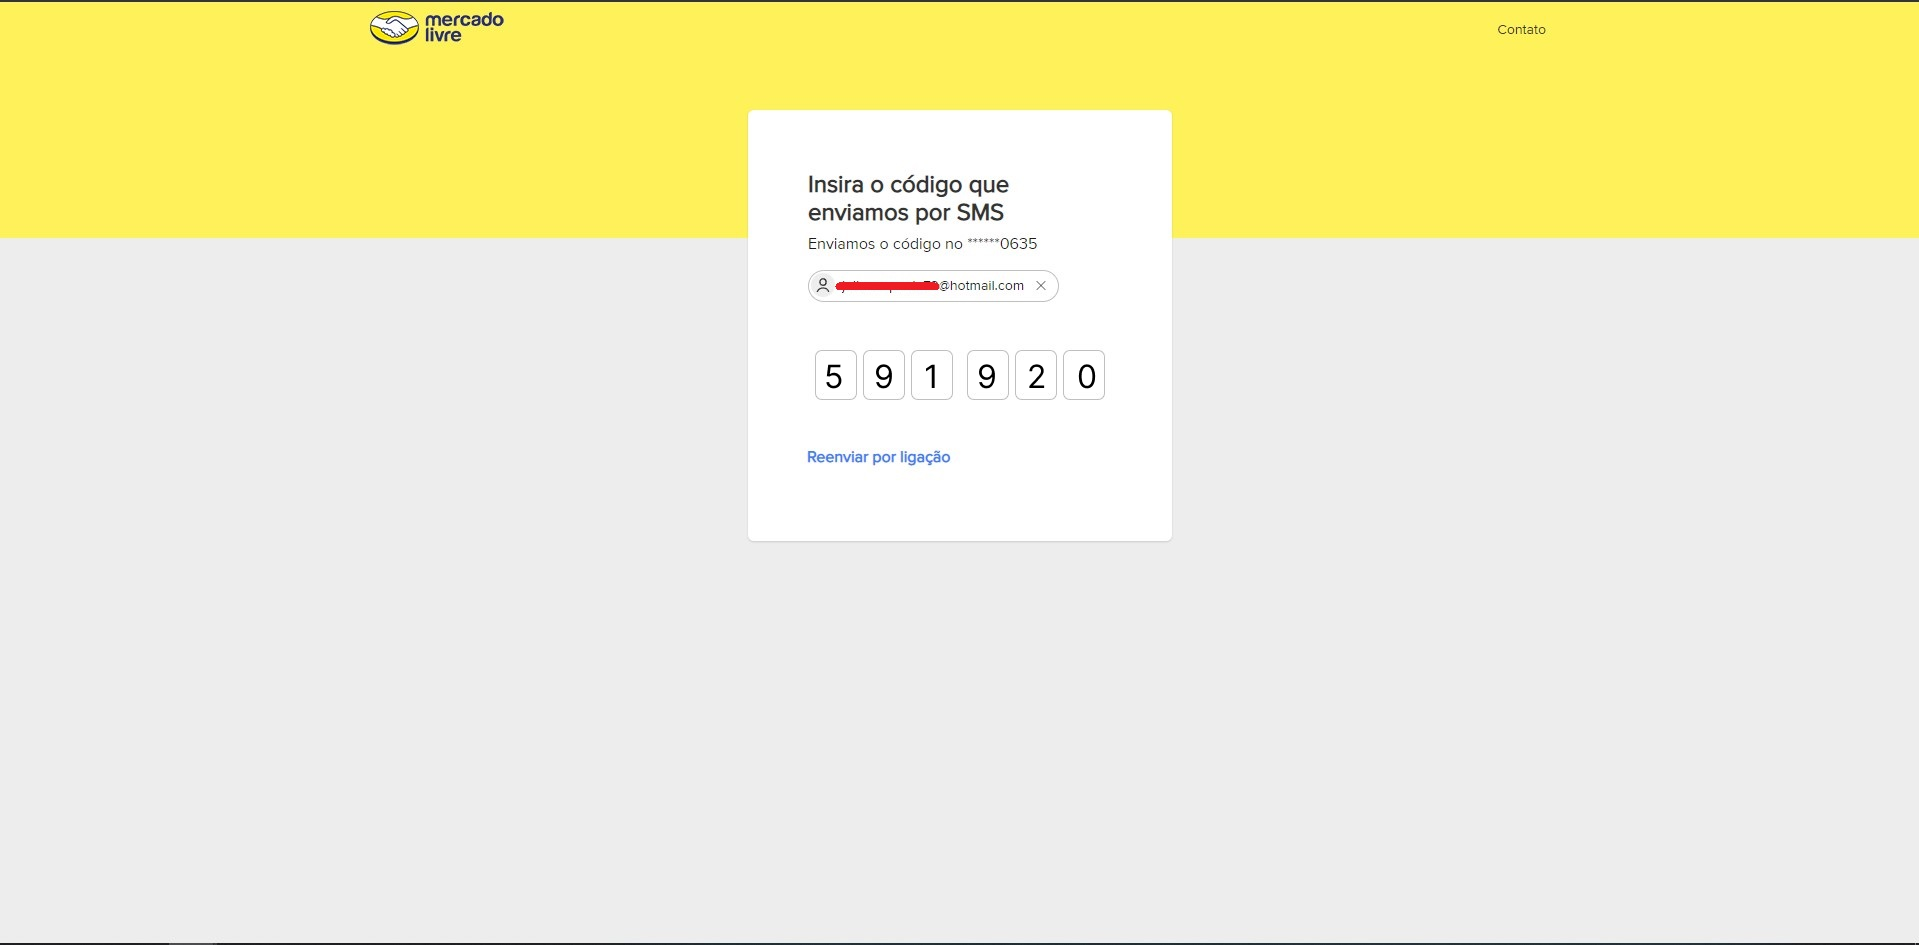 mercado
livre
Contato
Insira o código que
enviamos por SMS
Enviamos o código no ******0635
@hotmail.com
5 9 1 9 2 0
Reenviar por ligação